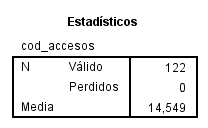 Estadísticos
cod_accesos
N Válido 122
Perdidos 0
Media 14,549